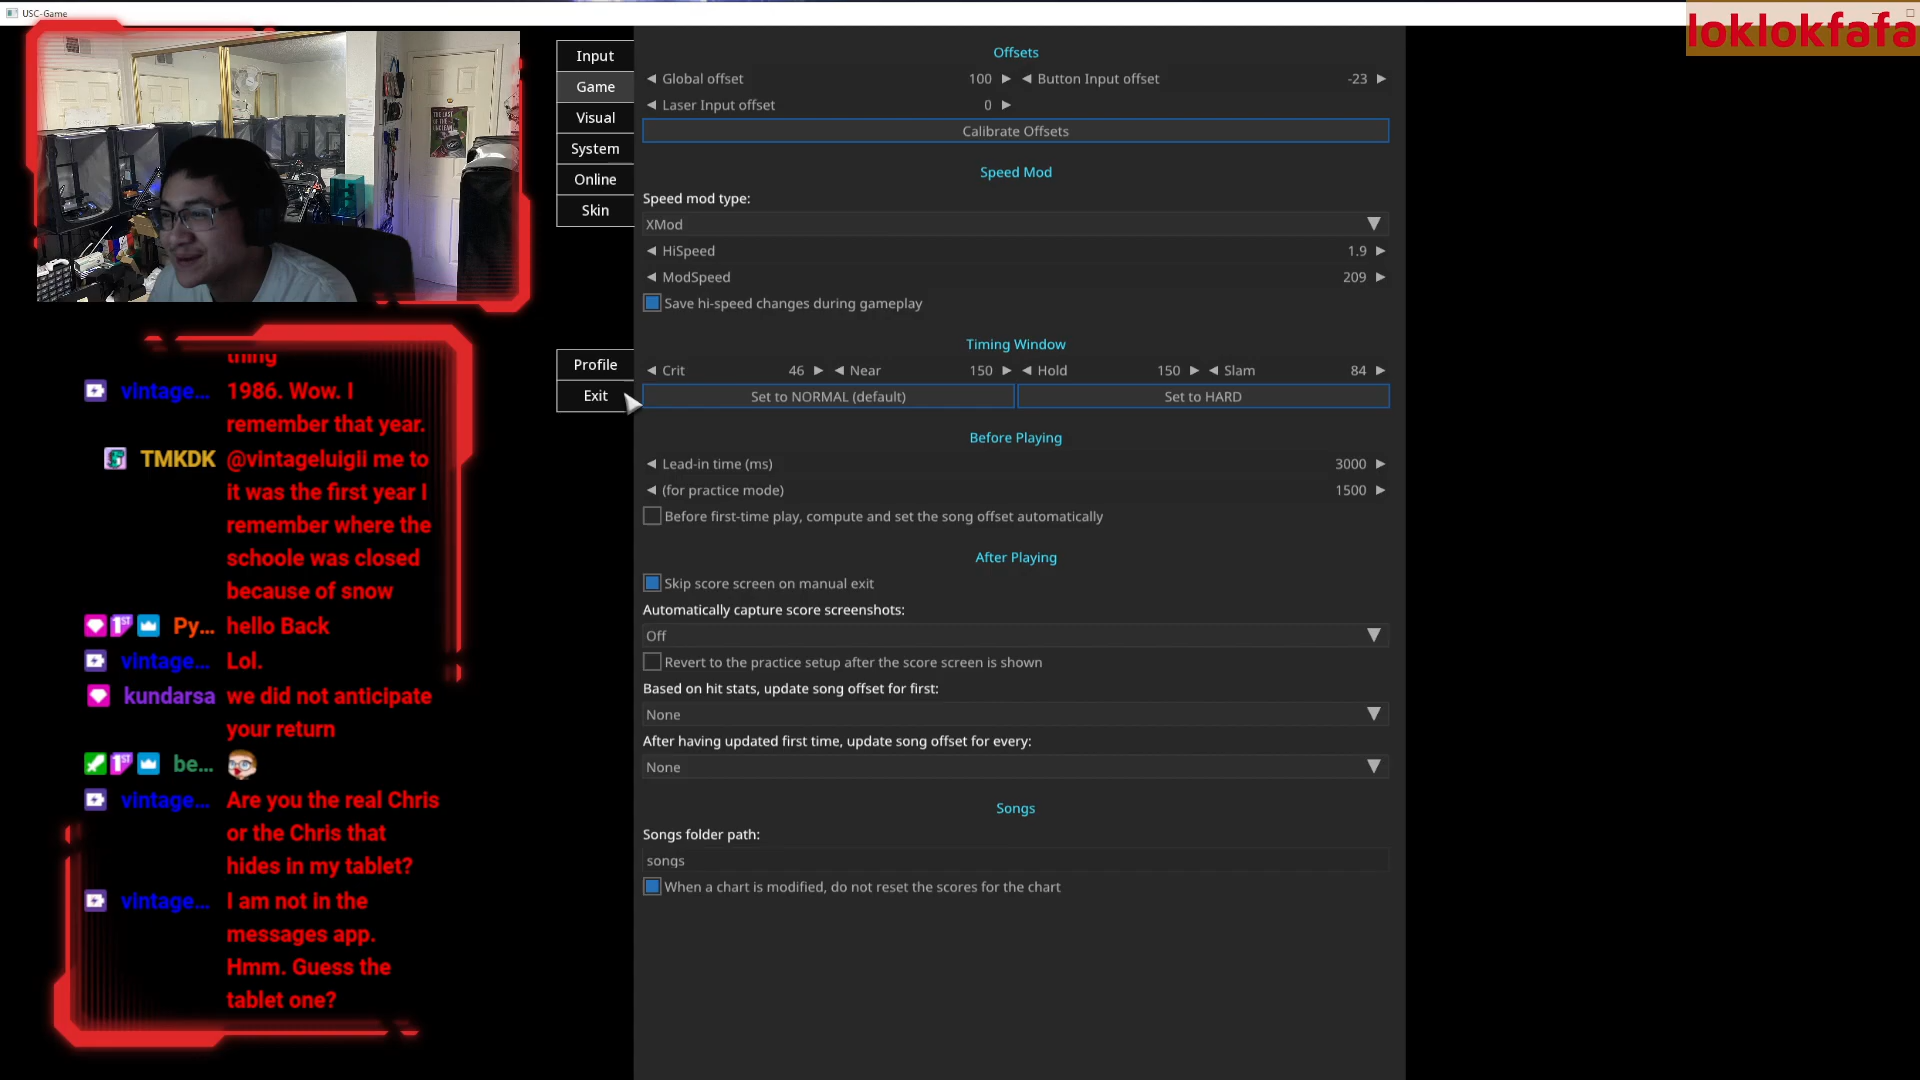 USC-Game
loklokfafa
Input
Game
Visual
System
Online
Skin
Profile
Exit
Offsets
Global offset 100 Button Input offset -23
Laser Input offset 0
Calibrate Offsets
Speed Mod
Speed mod type:
XMod
HiSpeed 1.9
ModSpeed 209
Save hi-speed changes during gameplay
Timing Window
Crit 46 Near 150 Hold 150 Slam 84
Set to NORMAL (default) Set to HARD
Before Playing
Lead-in time (ms) 3000
(for practice mode) 1500
Before first-time play, compute and set the song offset automatically
After Playing
Skip score screen on manual exit
Automatically capture score screenshots:
Off
Revert to the practice setup after the score screen is shown
Based on hit stats, update song offset for first:
None
After having updated first time, update song offset for every:
None
Songs
Songs folder path:
songs
When a chart is modified, do not reset the scores for the chart
thing
vintage... 1986. Wow. I
remember that year.
TMKDK @vintageluigii me to
it was the first year I
remember where the
schoole was closed
because of snow
Py... hello Back
vintage... Lol.
kundarsa we did not anticipate
your return
be...
vintage... Are you the real Chris
or the Chris that
hides in my tablet?
vintage... I am not in the
messages app.
Hmm. Guess the
tablet one?